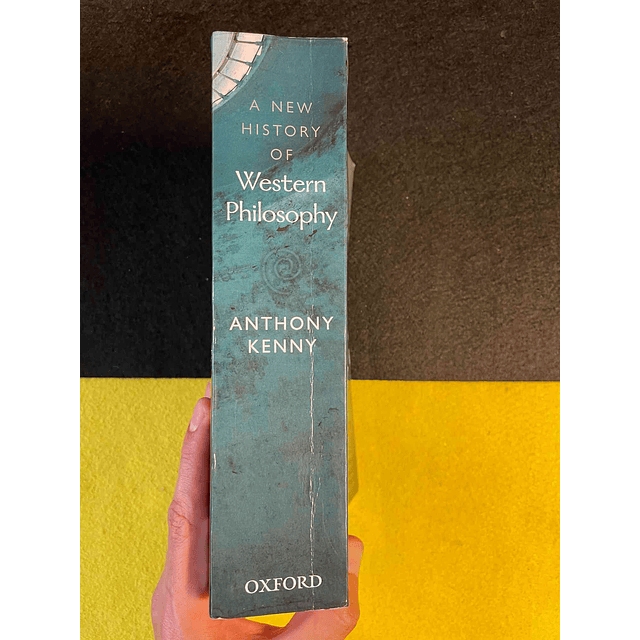 A NEW
HISTORY
OF
Western
Philosophy
ANTHONY
KENNY
OXFORD